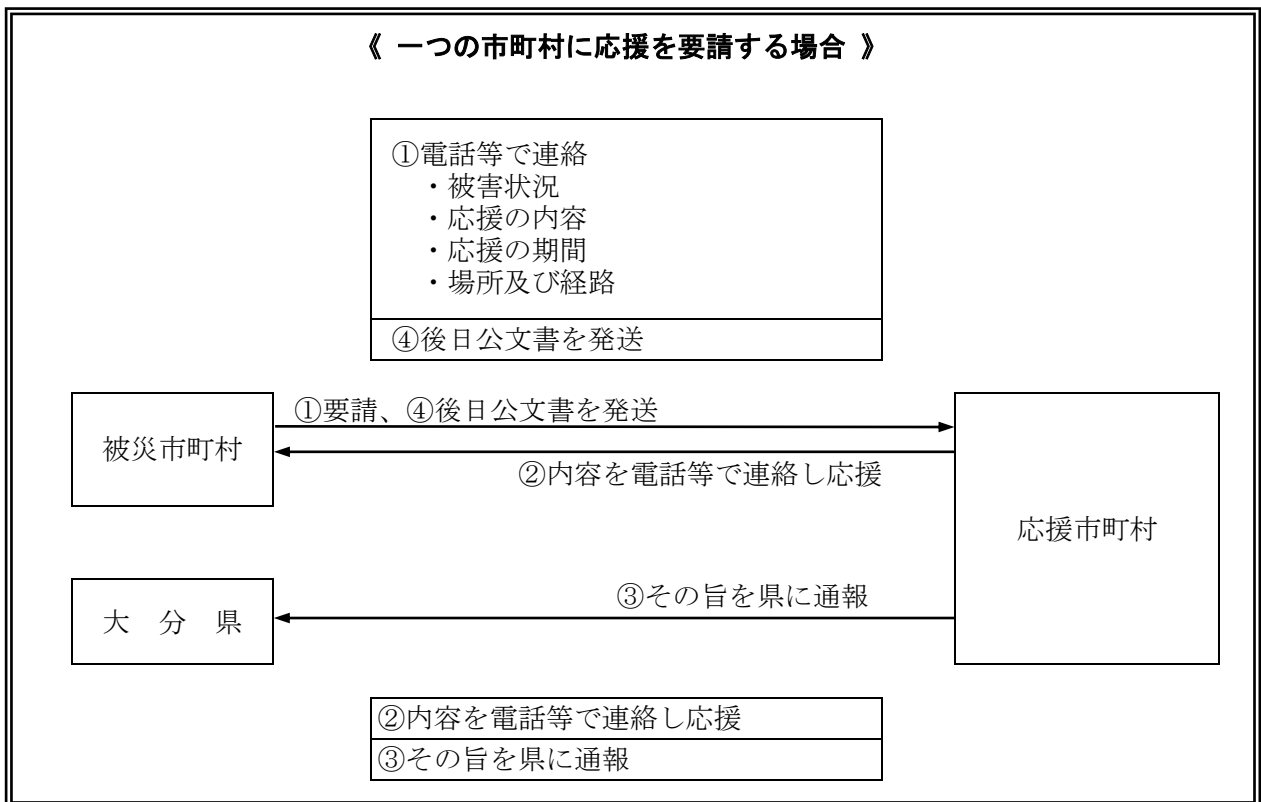 《 一つの市町村に応援を要請する場合 》
①電話等で連絡
・被害状況
・応援の内容
・応援の期間
・場所及び経路
④後日公文書を発送
①要請、④後日公文書を発送
被災市町村
②内容を電話等で連絡し応援
応援市町村
③その旨を県に通報
大 分 県
②内容を電話等で連絡し応援
③その旨を県に通報